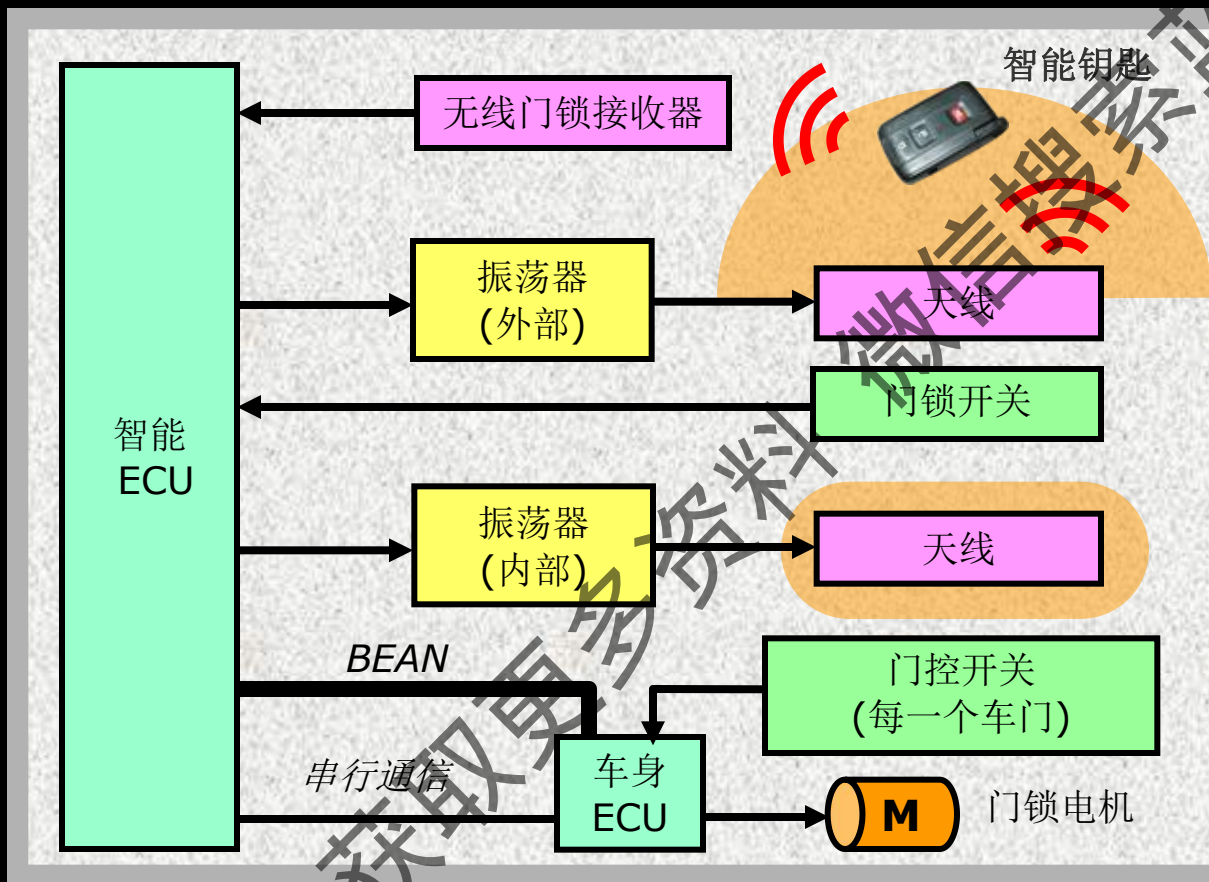 智能钥匙
无线门锁接收器
振荡器
(外部)
天线
门锁开关
智能
ECU
振荡器
(内部)
天线
BEAN
门控开关
(每一个车门)
串行通信
车身
ECU
M
门锁电机
获取更多资料 微信搜索